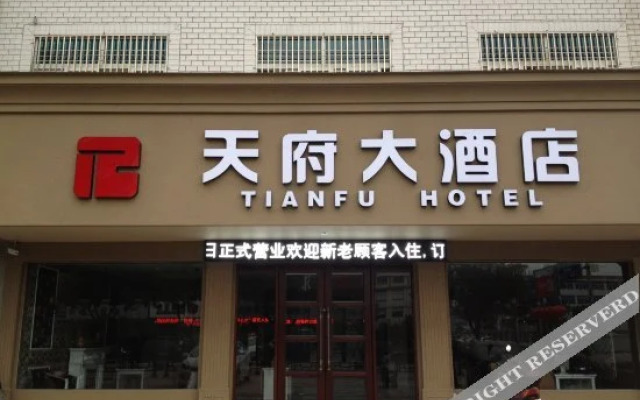 天府大酒店
TIANFU HOTEL
日正式营业欢迎新老顾客入住,订
RIGHT RESERVERD